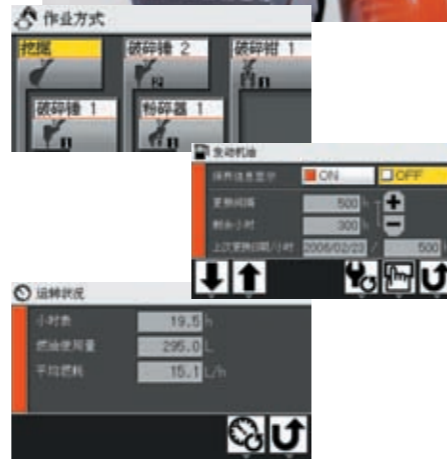 作业方式
挖掘 破碎锤 2 破碎钳 1
破碎锤 1 粉碎器 1
发动机油
保养信息显示 ON OFF
更换间隔 500 h
剩余小时 300 h
上次更换日期/小时 2006/02/23 / 500
运转状况
小时表 19.5 h
燃油使用量 295.0 L
平均燃耗 15.1 L/h